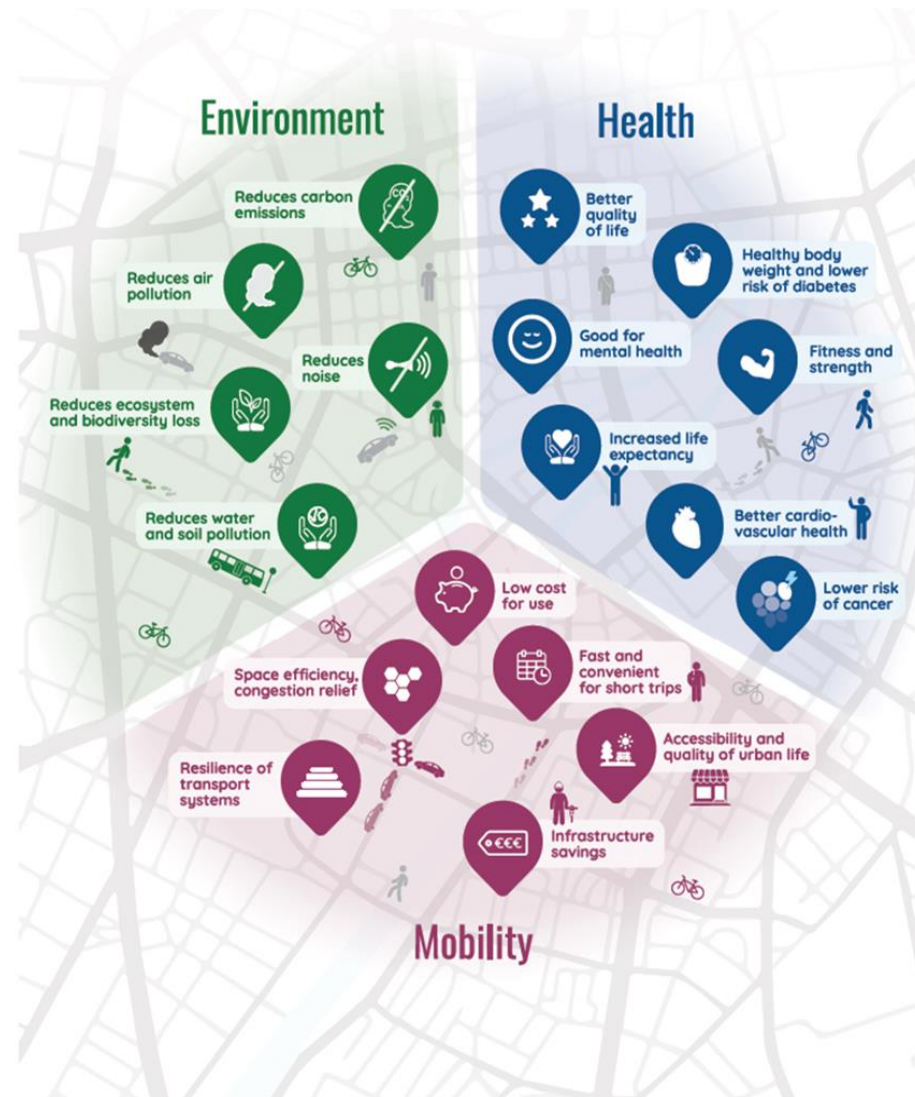 Environment
Reduces carbon
emissions
CO
Reduces air
pollution
Reduces
noise
Reduces ecosystem
and biodiversity loss
Reduces water
and soil pollution
Health
Better
quality
of life
Healthy body
weight and lower
risk of diabetes
Good for
mental health
Fitness and
strength
Increased life
expectancy
Better cardio-
vascular health
Lower risk
of cancer
Low cost
for use
Space efficiency,
congestion relief
Fast and
convenient
for short trips
Accessibility and
quality of urban life
Resilience of
transport
systems
€€€
Infrastructure
savings
Mobility